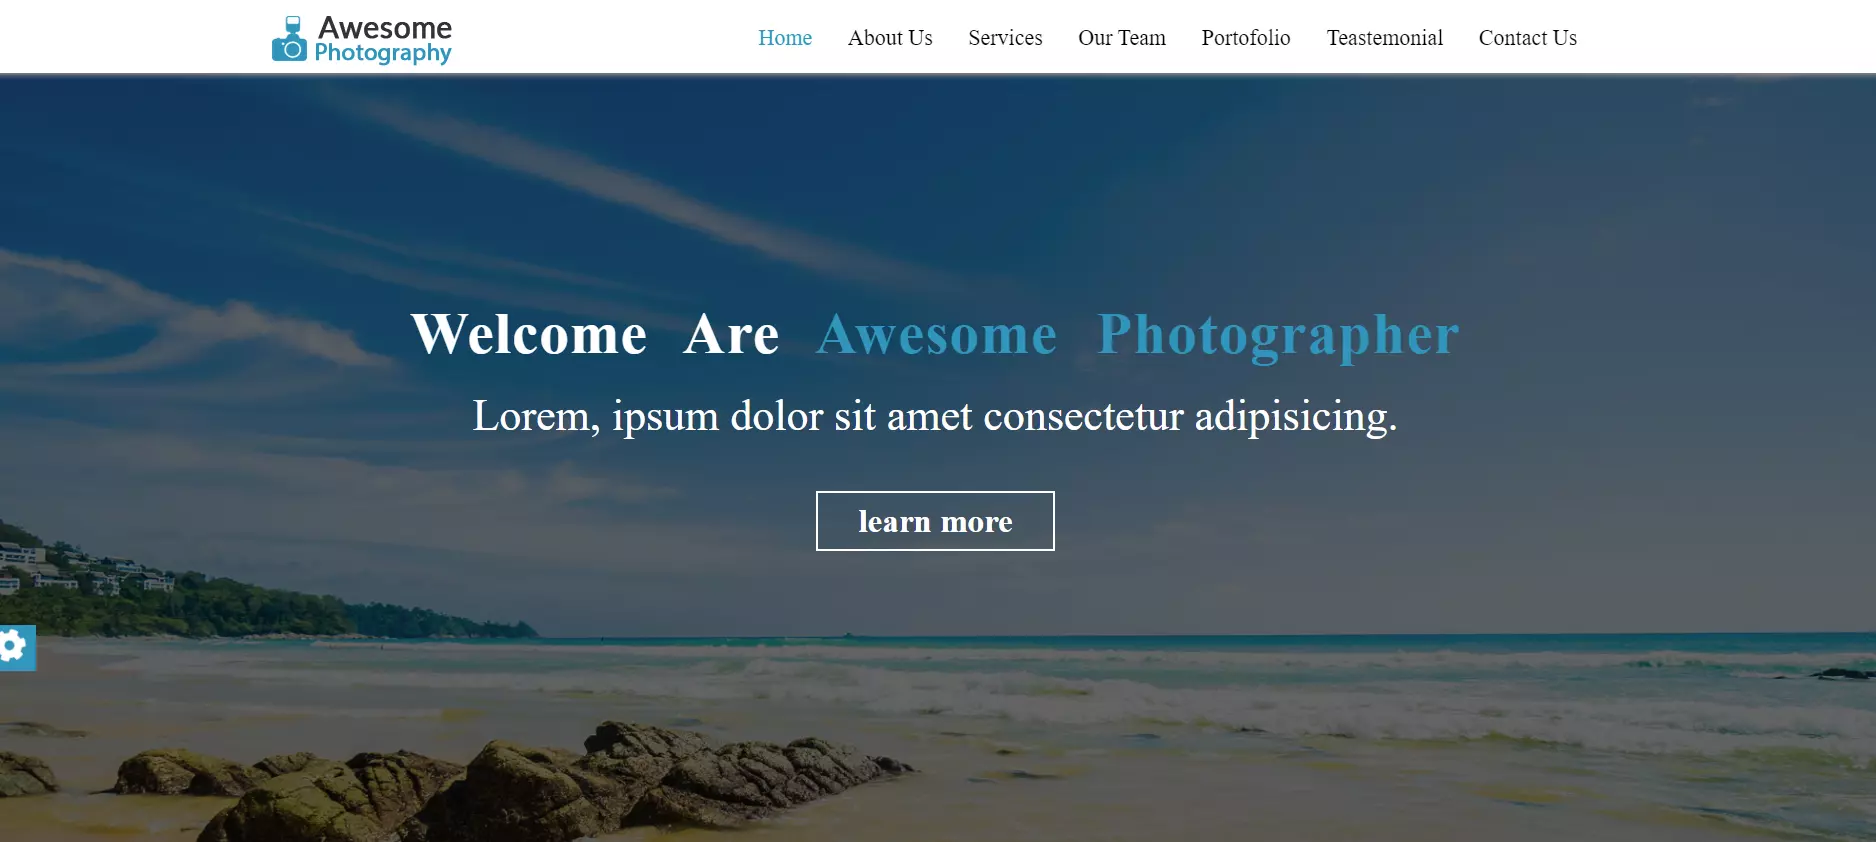 Awesome
Photography
Home About Us Services Our Team Portofolio Teastemonial Contact Us
Welcome Are Awesome Photographer
Lorem, ipsum dolor sit amet consectetur adipisicing.
learn more